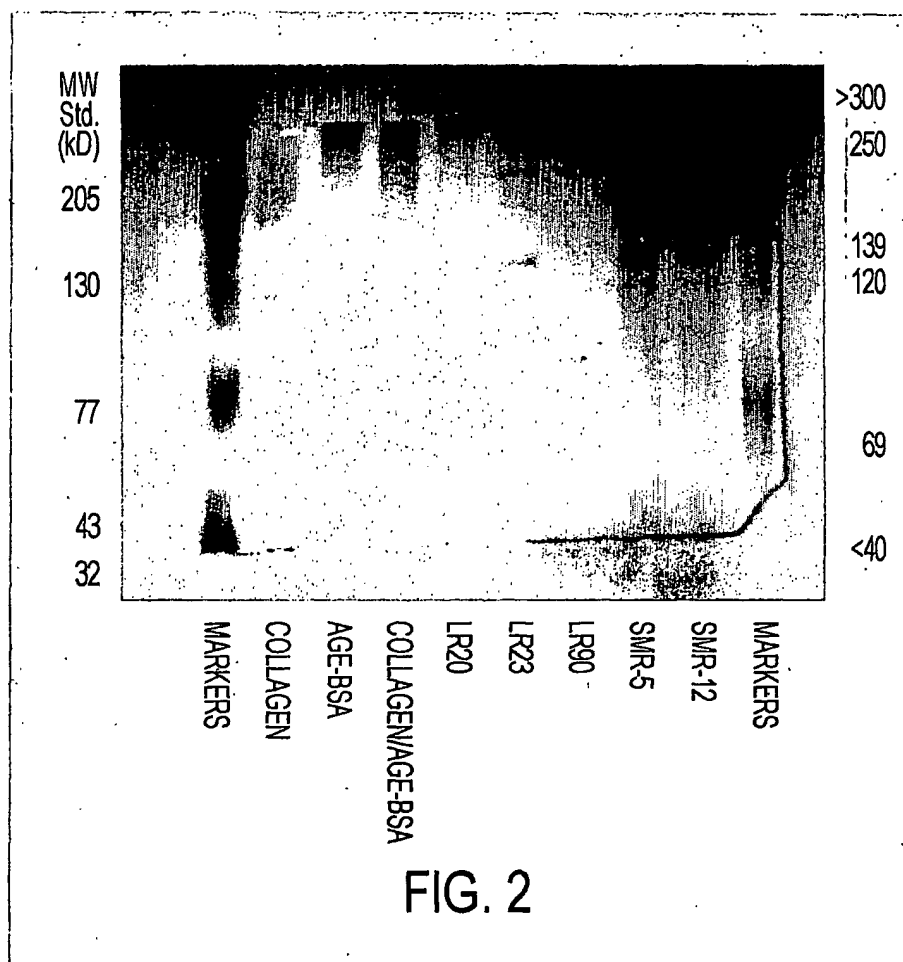 MW
Std.
(kD)
205
130
77
43
32
>300
250
139
120
69
<40
MARKERS
COLLAGEN
AGE-BSA
COLLAGEN/AGE-BSA
LR20
LR23
LR90
SMR-5
SMR-12
MARKERS
FIG. 2